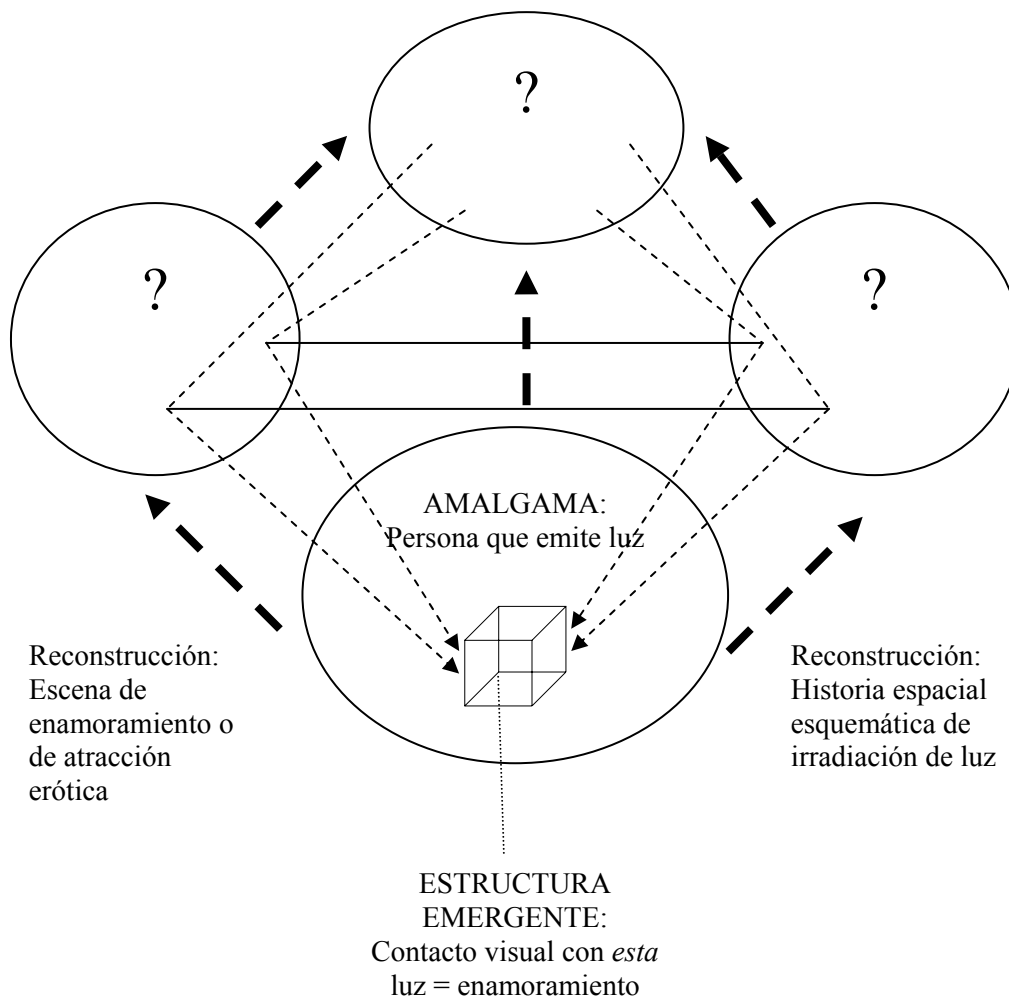 ?
?
?
AMALGAMA:
Persona que emite luz
Reconstrucción:
Escena de
enamoramiento o
de atracción
erótica
Reconstrucción:
Historia espacial
esquemática de
irradiación de luz
ESTRUCTURA
EMERGENTE:
Contacto visual con esta
luz = enamoramiento